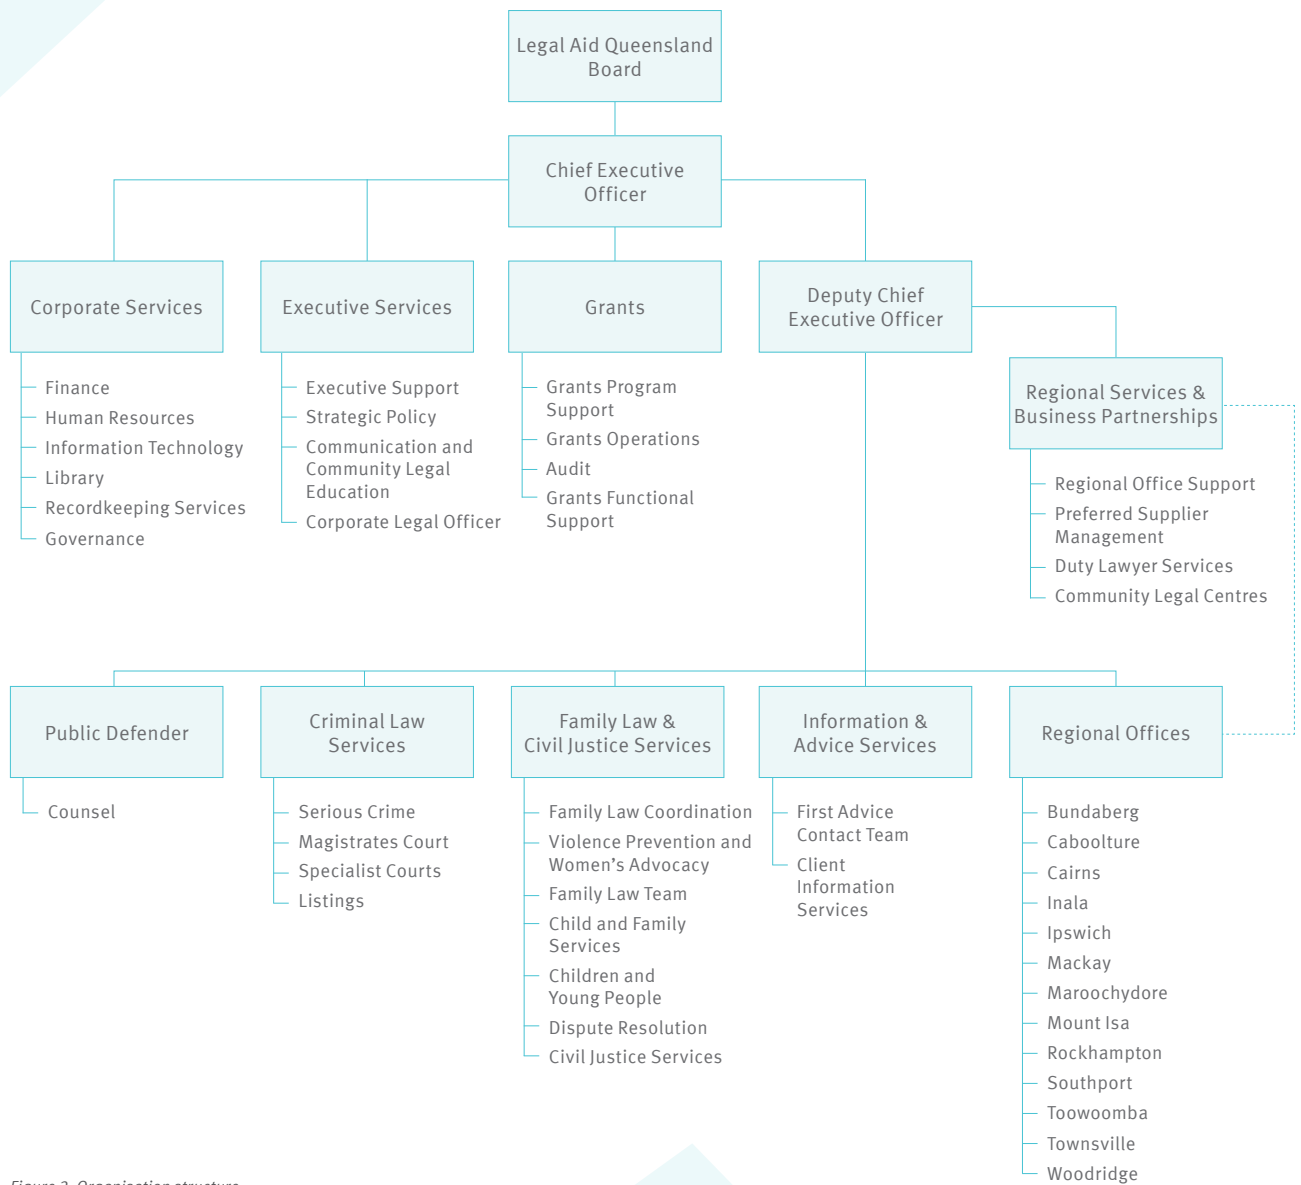 Legal Aid Queensland
Board
Chief Executive
Officer
Corporate Services
Executive Services
Grants
Deputy Chief
Executive Officer
Finance
Human Resources
Information Technology
Library
Recordkeeping Services
Governance
Executive Support
Strategic Policy
Communication and
Community Legal
Education
Corporate Legal Officer
Grants Program
Support
Grants Operations
Audit
Grants Functional
Support
Regional Services &
Business Partnerships
Regional Office Support
Preferred Supplier
Management
Duty Lawyer Services
Community Legal Centres
Public Defender
Counsel
Criminal Law
Services
Serious Crime
Magistrates Court
Specialist Courts
Listings
Family Law &
Civil Justice Services
Family Law Coordination
Violence Prevention and
Women’s Advocacy
Family Law Team
Child and Family
Services
Children and
Young People
Dispute Resolution
Civil Justice Services
Information &
Advice Services
First Advice
Contact Team
Client
Information
Services
Regional Offices
Bundaberg
Caboolture
Cairns
Inala
Ipswich
Mackay
Maroochydore
Mount Isa
Rockhampton
Southport
Toowoomba
Townsville
Woodridge